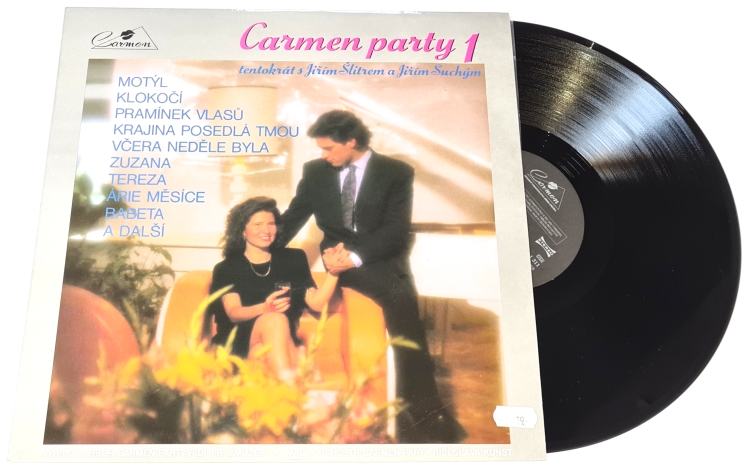 Carmen
Carmen party 1
tentokrát s Jiřím Šlitrem a Jiřím Suchým
MOTÝL
KLOKOČÍ
PRAMÍNEK VLASŮ
KRAJINA POSEDLÁ TMOU
VČERA NEDĚLE BYLA
ZUZANA
TEREZA
ÁRIE MĚSÍCE
BABETA
A DALŠÍ
Carmen